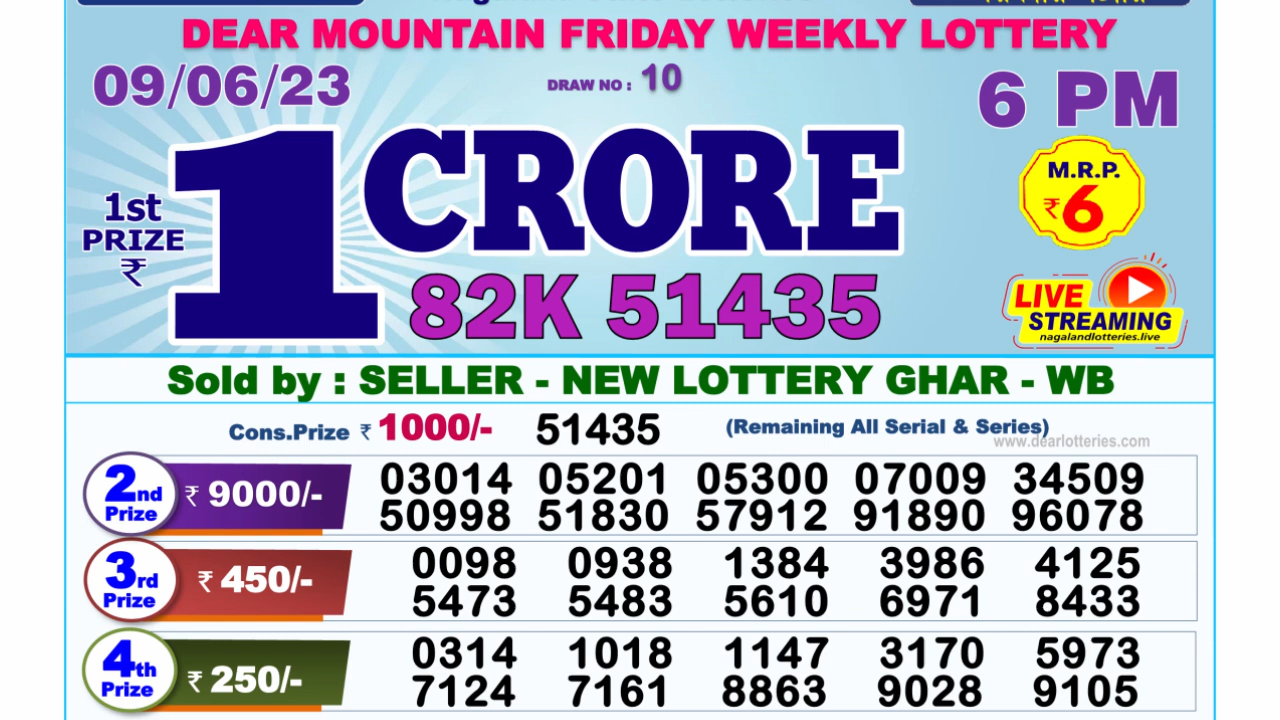 DEAR MOUNTAIN FRIDAY WEEKLY LOTTERY
09/06/23
DRAW NO : 10
6 PM
1st
PRIZE
₹
1 CRORE
82K 51435
M.R.P.
₹6
LIVE
STREAMING
nagalandlotteries.live
Sold by : SELLER - NEW LOTTERY GHAR - WB
Cons.Prize ₹ 1000/- 51435 (Remaining All Serial & Series)
www.dearlotteries.com
2nd Prize ₹ 9000/-
03014 05201 05300 07009 34509
50998 51830 57912 91890 96078
3rd Prize ₹ 450/-
0098 0938 1384 3986 4125
5473 5483 5610 6971 8433
4th Prize ₹ 250/-
0314 1018 1147 3170 5973
7124 7161 8863 9028 9105